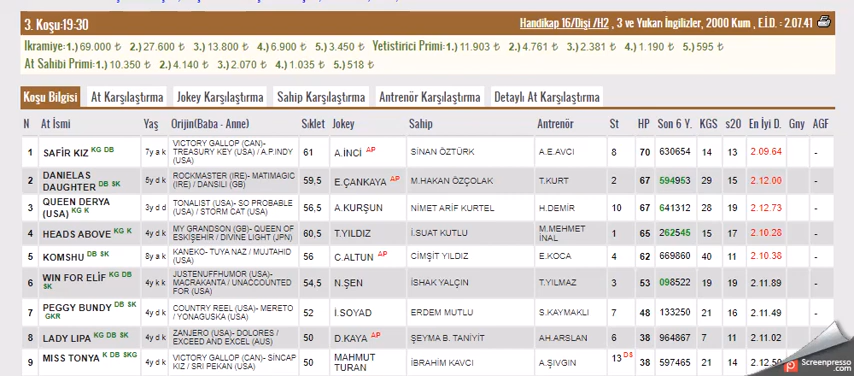 3. Koşu:19:30
Handikap 16/Dişi /H2 , 3 ve Yukarı İngilizler, 2000 Kum , E.İ.D. : 2.07.41
İkramiye:1.) 69.000 ₺ 2.) 27.600 ₺ 3.) 13.800 ₺ 4.) 6.900 ₺ 5.) 3.450 ₺ Yetistirici Primi:1.) 11.903 ₺ 2.) 4.761 ₺ 3.) 2.381 ₺ 4.) 1.190 ₺ 5.) 595 ₺
At Sahibi Primi:1.) 10.350 ₺ 2.) 4.140 ₺ 3.) 2.070 ₺ 4.) 1.035 ₺ 5.) 518 ₺
Koşu Bilgisi At Karşılaştırma Jokey Karşılaştırma Sahip Karşılaştırma Antrenör Karşılaştırma Detaylı At Karşılaştırma
N At İsmi Yaş Orijin(Baba - Anne) Sıklet Jokey Sahip Antrenör St HP Son 6 Y. KGS s20 En İyi D. Gny AGF
1 SAFİR KIZ KG DB 7y a k VICTORY GALLOP (CAN)- TREASURY KEY (USA) / A.P.INDY (USA) 61 A.İNCİ AP SİNAN ÖZTÜRK A.E.AVCI 8 70 630654 14 13 2.09.64 -
2 DANIELAS DAUGHTER DB SK 5y d k ROCKMASTER (IRE)- MATIMAGIC (IRE) / DANSILI (GB) 59,5 E.ÇANKAYA AP M.HAKAN ÖZÇOLAK T.KURT 2 67 594953 29 15 2.12.00 -
3 QUEEN DERYA (USA) KG K 3y d d TONALIST (USA)- SO PROBABLE (USA) / STORM CAT (USA) 56,5 A.KURŞUN NİMET ARİF KURTEL H.DEMİR 10 67 641312 28 19 2.12.73 -
4 HEADS ABOVE KG K 4y d d MY GRANDSON (GB)- QUEEN OF ESKİŞEHİR / DIVINE LIGHT (JPN) 60,5 T.YILDIZ İ.SUAT KUTLU M.MEHMET İNAL 1 65 262545 15 17 2.10.28 -
5 KOMSHU DB SK 8y a k KANEKO- TUYA NAZ / MUJTAHID (USA) 56 C.ALTUN AP CİMŞİT YILDIZ E.KOCA 4 62 669860 40 11 2.10.38 -
6 WIN FOR ELİF KG DB SK 4y k k JUSTENUFFHUMOR (USA)- MACRAKANTA / UNACCOUNTED FOR (USA) 54,5 N.ŞEN İSHAK YALÇIN T.YILMAZ 3 53 098522 19 19 2.11.89 -
7 PEGGY BUNDY DB SK GKR 4y d k COUNTRY REEL (USA)- MERETO / YONAGUSKA (USA) 52 İ.SOYAD ERDEM MUTLU S.KAYMAKLI 7 48 133250 21 16 2.11.49 -
8 LADY LIPA KG DB SK 4y d k ZANJERO (USA)- DOLORES / EXCEED AND EXCEL (AUS) 50 D.KAYA AP ŞEYMA B. TANİYİT AH.ARSLAN 6 38 964867 7 11 2.11.02
9 MISS TONYA K DB SKG 4y d k VICTORY GALLOP (CAN)- SINCAP KIZ / SRI PEKAN (USA) 50 MAHMUT TURAN İBRAHİM KAVCI A.ŞIVGIN 13 DS 38 597465 21 14 2.12.50
Screenpresso
.com